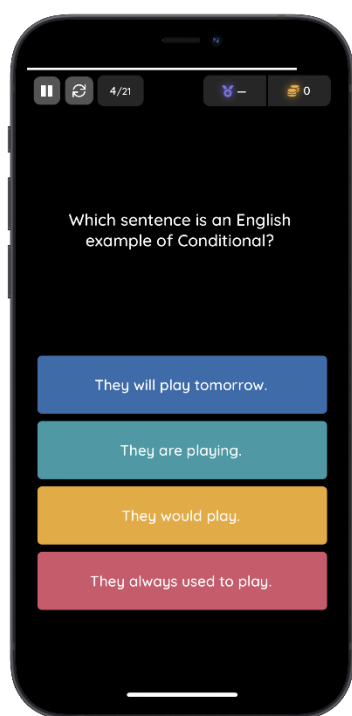 4/21
—
0
Which sentence is an English
example of Conditional?
They will play tomorrow.
They are playing.
They would play.
They always used to play.